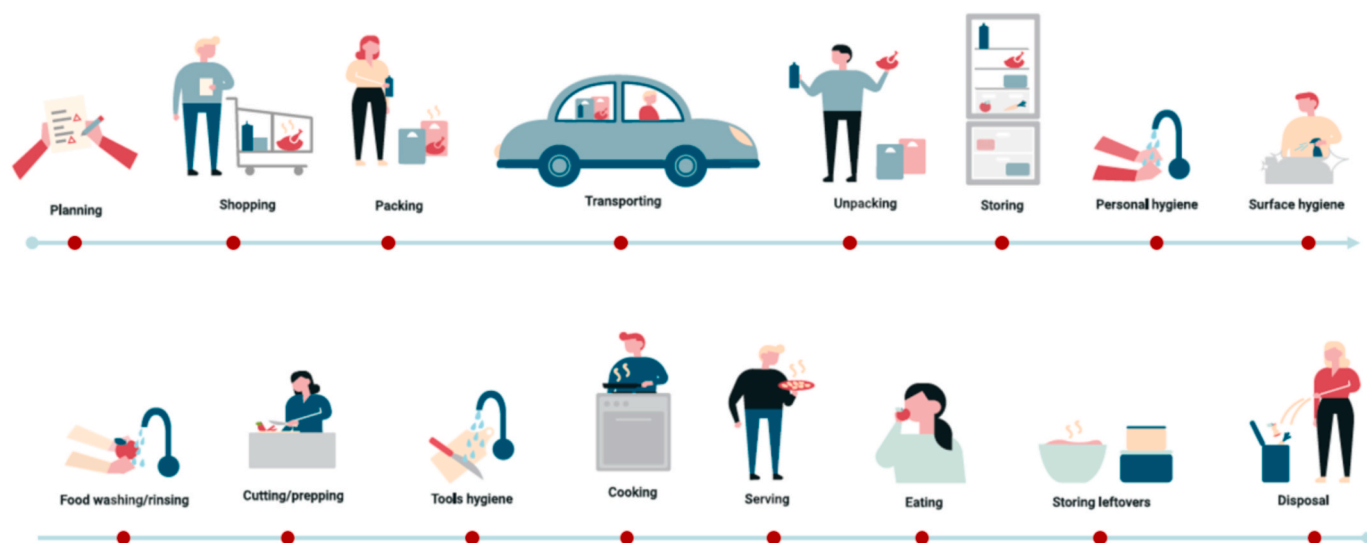 Planning
Shopping
Packing
Transporting
Unpacking
Storing
Personal hygiene
Surface hygiene
Food washing/rinsing
Cutting/prepping
Tools hygiene
Cooking
Serving
Eating
Storing leftovers
Disposal